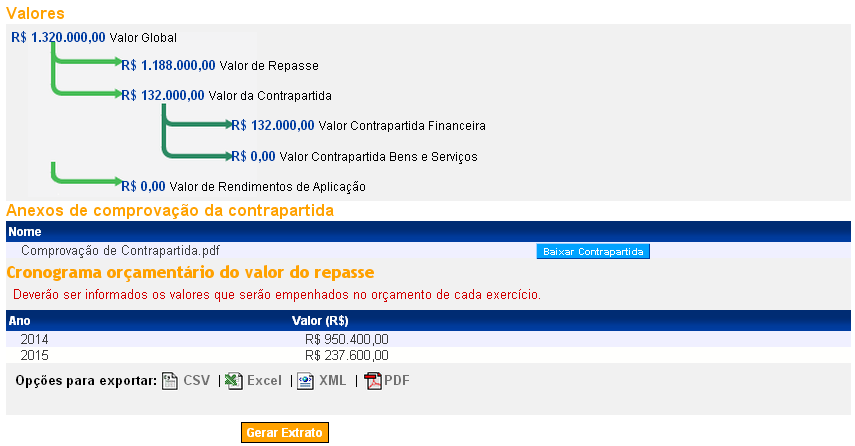 Valores
R$ 1.320.000,00 Valor Global
R$ 1.188.000,00 Valor de Repasse
R$ 132.000,00 Valor da Contrapartida
R$ 132.000,00 Valor Contrapartida Financeira
R$ 0,00 Valor Contrapartida Bens e Serviços
R$ 0,00 Valor de Rendimentos de Aplicação
Anexos de comprovação da contrapartida
Nome
Comprovação de Contrapartida.pdf Baixar Contrapartida
Cronograma orçamentário do valor do repasse
Deverão ser informados os valores que serão empenhados no orçamento de cada exercício.
Ano Valor (R$)
2014 R$ 950.400,00
2015 R$ 237.600,00
Opções para exportar: CSV | Excel | XML | PDF
Gerar Extrato